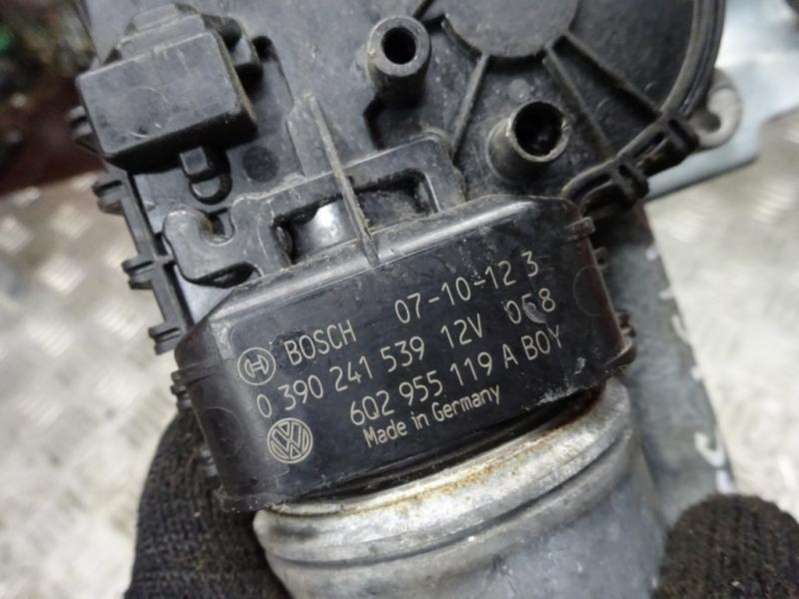 BOSCH 07-10-12 3
0 390 241 539 12V 058
6Q2 955 119 A BOY
Made in Germany